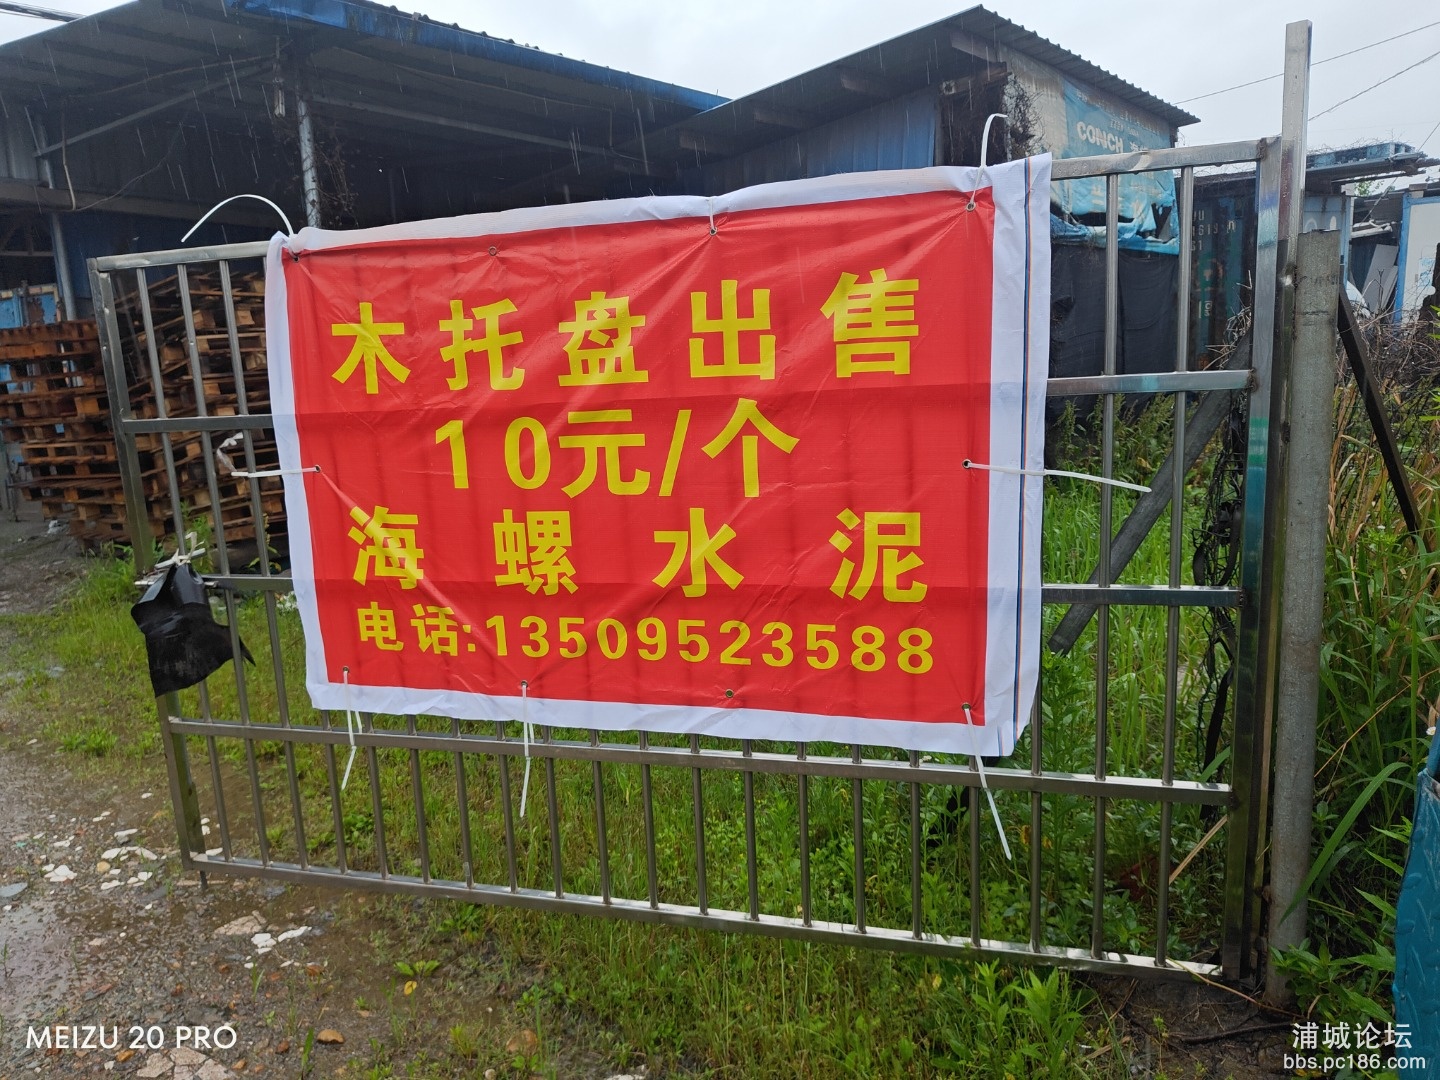 CONCH
木托盘出售
10元/个
海螺水泥
电话:13509523588
MEIZU 20 PRO
浦城论坛
bbs.pc186.com